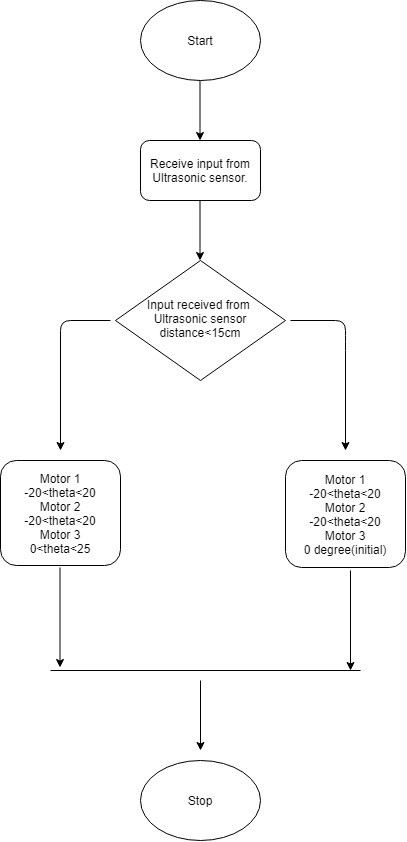 Start
Receive input from
Ultrasonic sensor.
Input received from
Ultrasonic sensor
distance<15cm
Motor 1
-20<theta<20
Motor 2
-20<theta<20
Motor 3
0<theta<25
Motor 1
-20<theta<20
Motor 2
-20<theta<20
Motor 3
0 degree(initial)
Stop